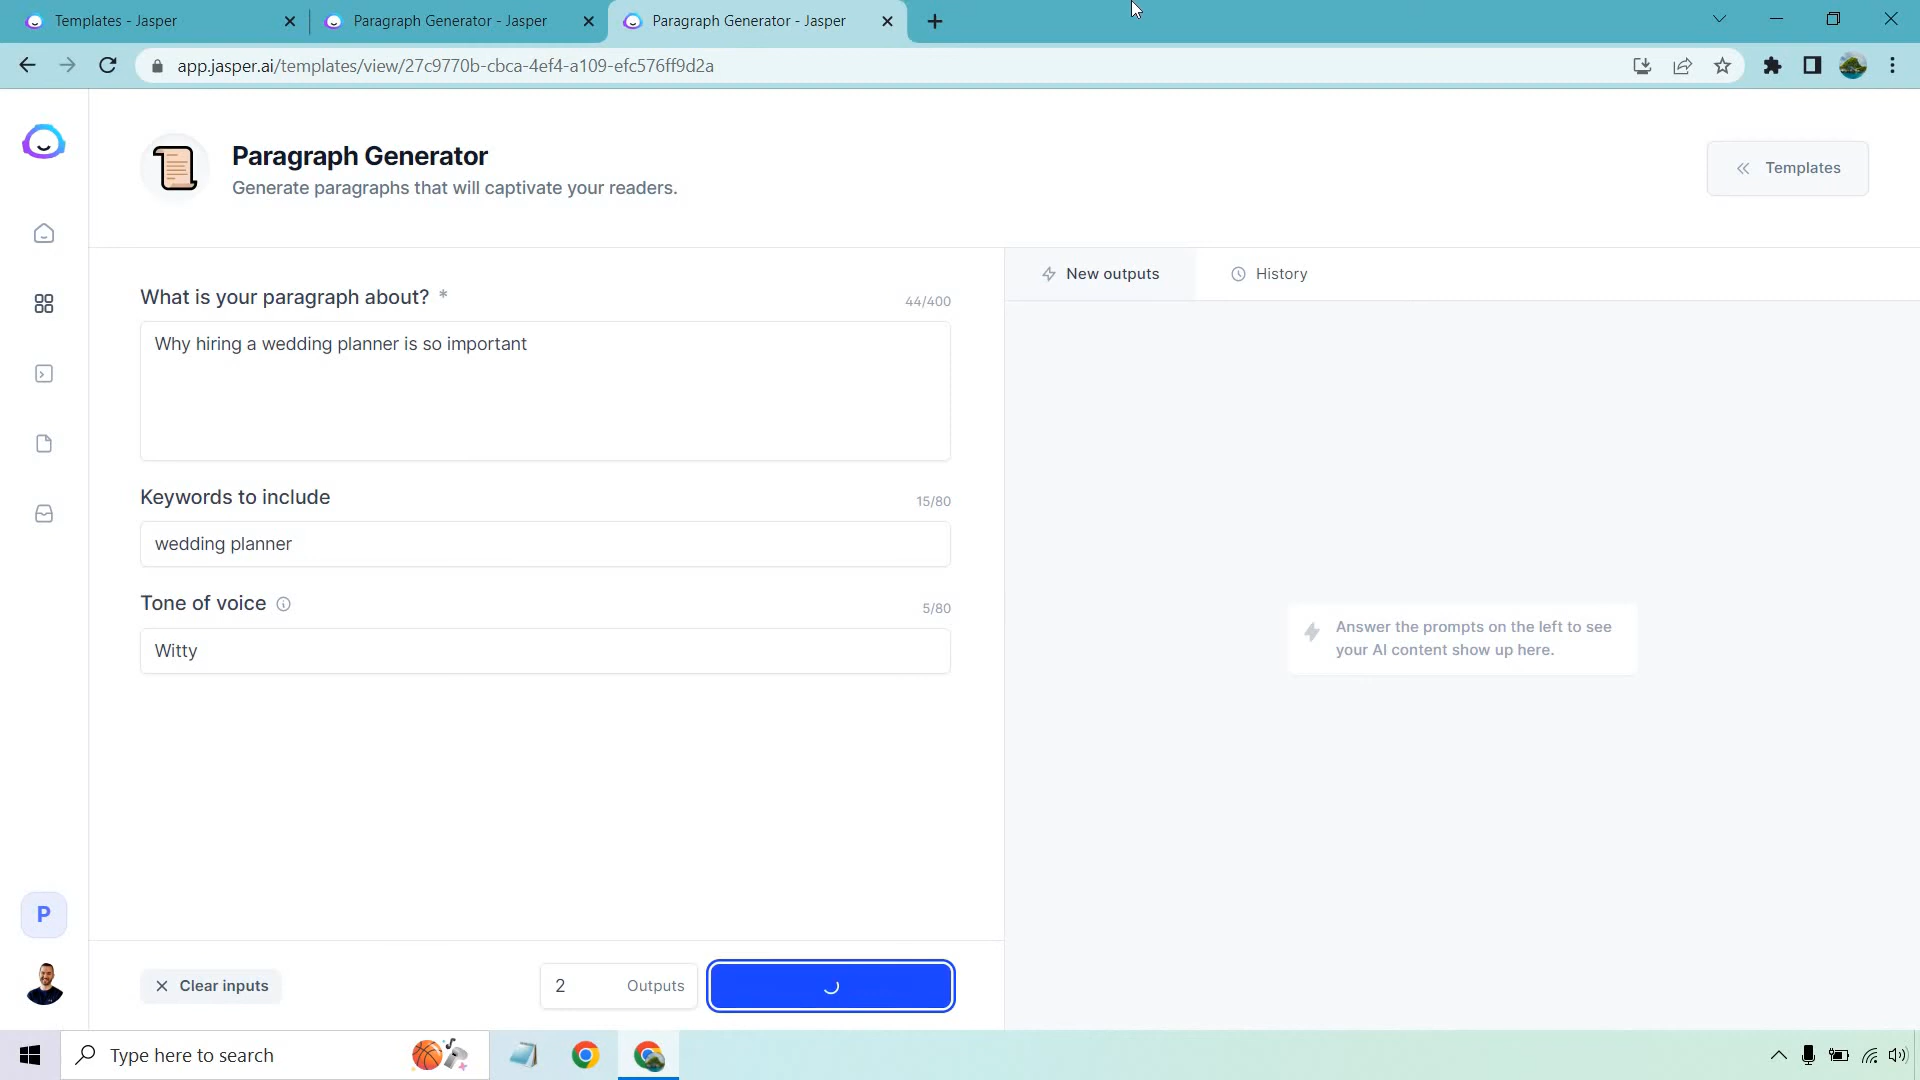 Templates - Jasper
Paragraph Generator - Jasper
Paragraph Generator - Jasper
app.jasper.ai/templates/view/27c9770b-cbca-4ef4-a109-efc576ff9d2a
Paragraph Generator
Generate paragraphs that will captivate your readers.
Templates
What is your paragraph about? *
44/400
Why hiring a wedding planner is so important
Keywords to include
15/80
wedding planner
Tone of voice
5/80
Witty
Clear inputs
2 Outputs
New outputs
History
Answer the prompts on the left to see
your AI content show up here.
P
Type here to search